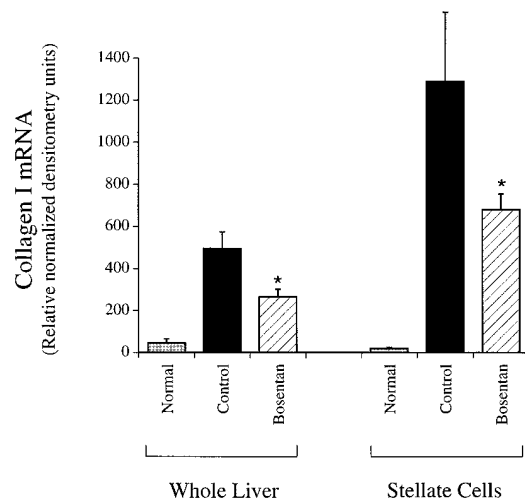 Collagen I mRNA
(Relative normalized densitometry units)
1400
1200
1000
800
600
400
200
0
*
*
Normal
Control
Bosentan
Normal
Control
Bosentan
Whole Liver
Stellate Cells